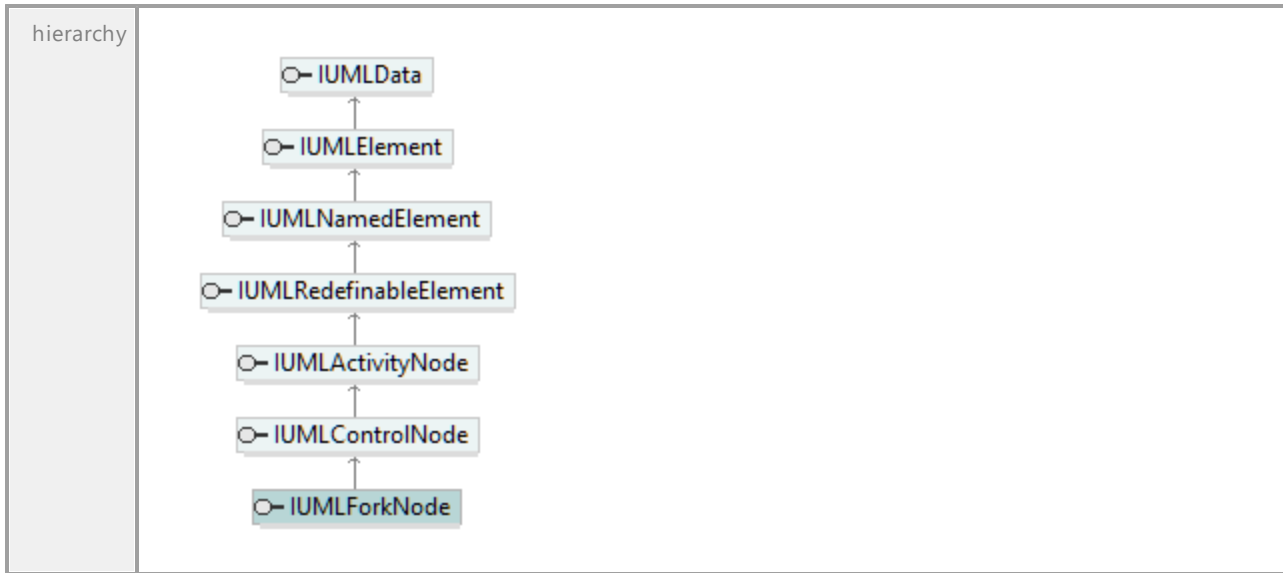 hierarchy
IUMLData
IUMLElement
IUMLNamedElement
IUMLRedefinableElement
IUMLActivityNode
IUMLControlNode
IUMLForkNode